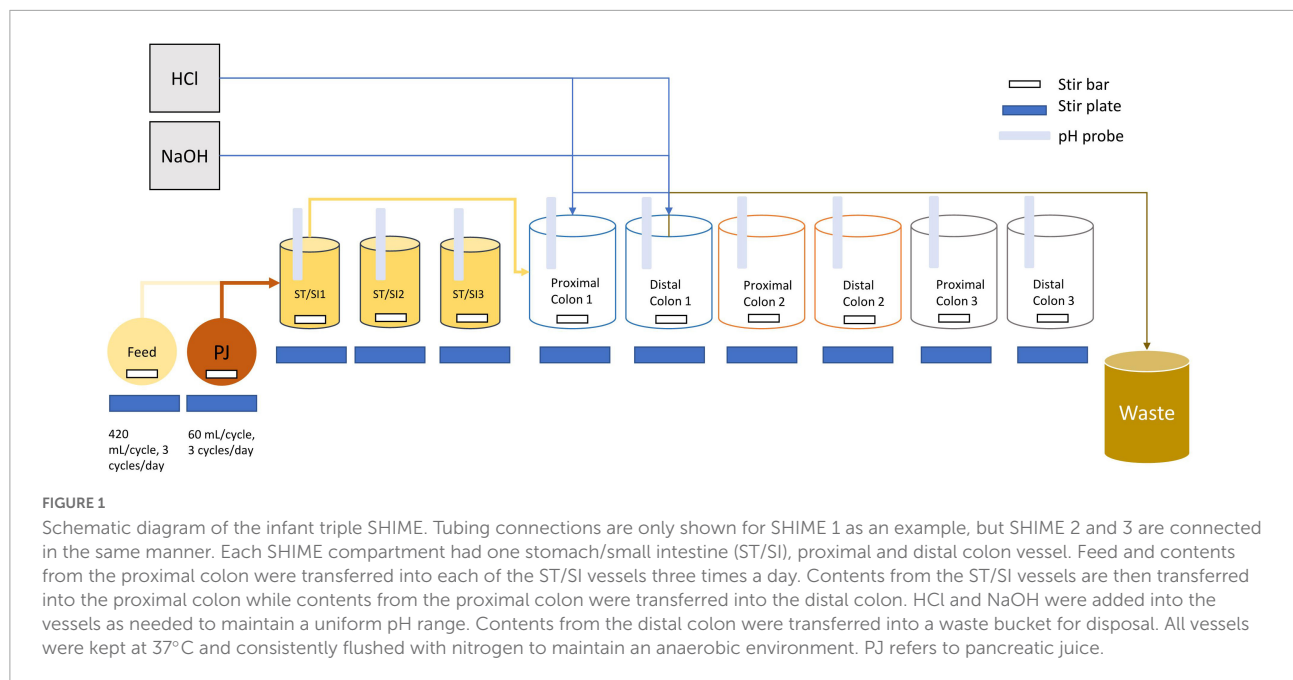 HCl
NaOH
Stir bar
Stir plate
pH probe
ST/SI1
ST/SI2
ST/SI3
Proximal
Colon 1
Distal
Colon 1
Proximal
Colon 2
Distal
Colon 2
Proximal
Colon 3
Distal
Colon 3
Feed
PJ
Waste
420
mL/cycle, 3
cycles/day
60 mL/cycle,
3 cycles/day
FIGURE 1
Schematic diagram of the infant triple SHIME. Tubing connections are only shown for SHIME 1 as an example, but SHIME 2 and 3 are connected
in the same manner. Each SHIME compartment had one stomach/small intestine (ST/SI), proximal and distal colon vessel. Feed and contents
from the proximal colon were transferred into each of the ST/SI vessels three times a day. Contents from the ST/SI vessels are then transferred
into the proximal colon while contents from the proximal colon were transferred into the distal colon. HCl and NaOH were added into the
vessels as needed to maintain a uniform pH range. Contents from the distal colon were transferred into a waste bucket for disposal. All vessels
were kept at 37°C and consistently flushed with nitrogen to maintain an anaerobic environment. PJ refers to pancreatic juice.